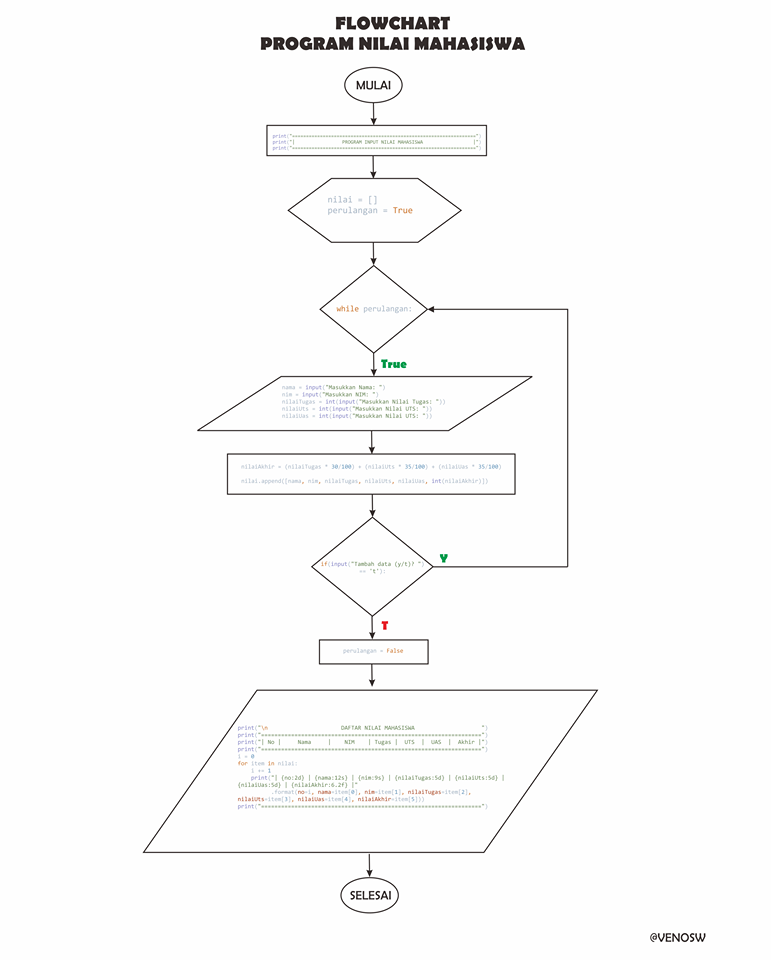 FLOWCHART
PROGRAM NILAI MAHASISWA
MULAI
print("==========================================================")
print("| PROGRAM INPUT NILAI MAHASISWA |")
print("==========================================================")
nilai = []
perulangan = True
while perulangan:
True
nama = input("Masukkan Nama: ")
nim = input("Masukkan NIM: ")
nilaiTugas = int(input("Masukkan Nilai Tugas: "))
nilaiUts = int(input("Masukkan Nilai UTS: "))
nilaiUas = int(input("Masukkan Nilai UTS: "))
nilaiAkhir = (nilaiTugas * 30/100) + (nilaiUts * 35/100) + (nilaiUas * 35/100)
nilai.append([nama, nim, nilaiTugas, nilaiUts, nilaiUas, int(nilaiAkhir)])
if(input("Tambah data (y/t)? ")
== 't'):
Y
T
perulangan = False
print("\n DAFTAR NILAI MAHASISWA ")
print("==================================================================")
print("| No | Nama | NIM | Tugas | UTS | UAS | Akhir |")
print("==================================================================")
i = 0
for item in nilai:
i += 1
print("| {no:2d} | {nama:12s} | {nim:9s} | {nilaiTugas:5d} | {nilaiUts:5d} |
{nilaiUas:5d} | {nilaiAkhir:6.2f} |"
.format(no=i, nama=item[0], nim=item[1], nilaiTugas=item[2],
nilaiUts=item[3], nilaiUas=item[4], nilaiAkhir=item[5]))
print("==================================================================")
SELESAI
@VENOSW